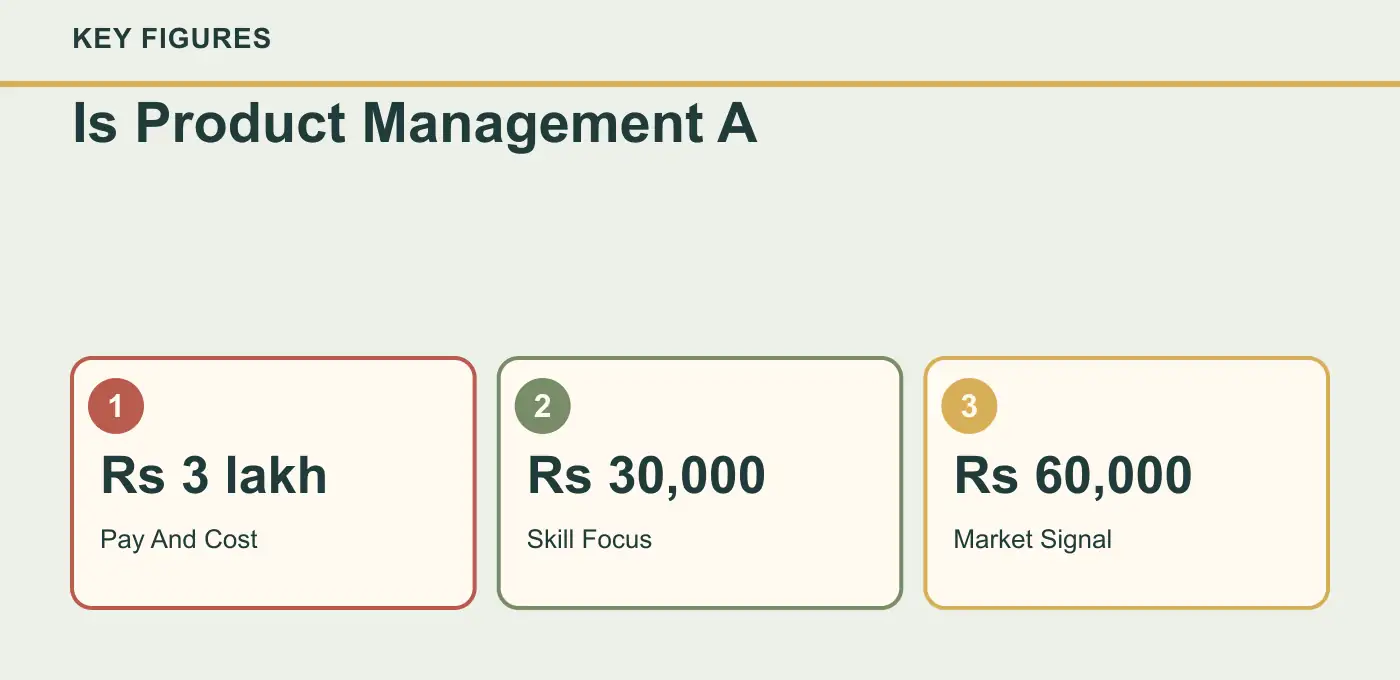 KEY FIGURES
Is Product Management A
1
Rs 3 lakh
Pay And Cost
2
Rs 30,000
Skill Focus
3
Rs 60,000
Market Signal